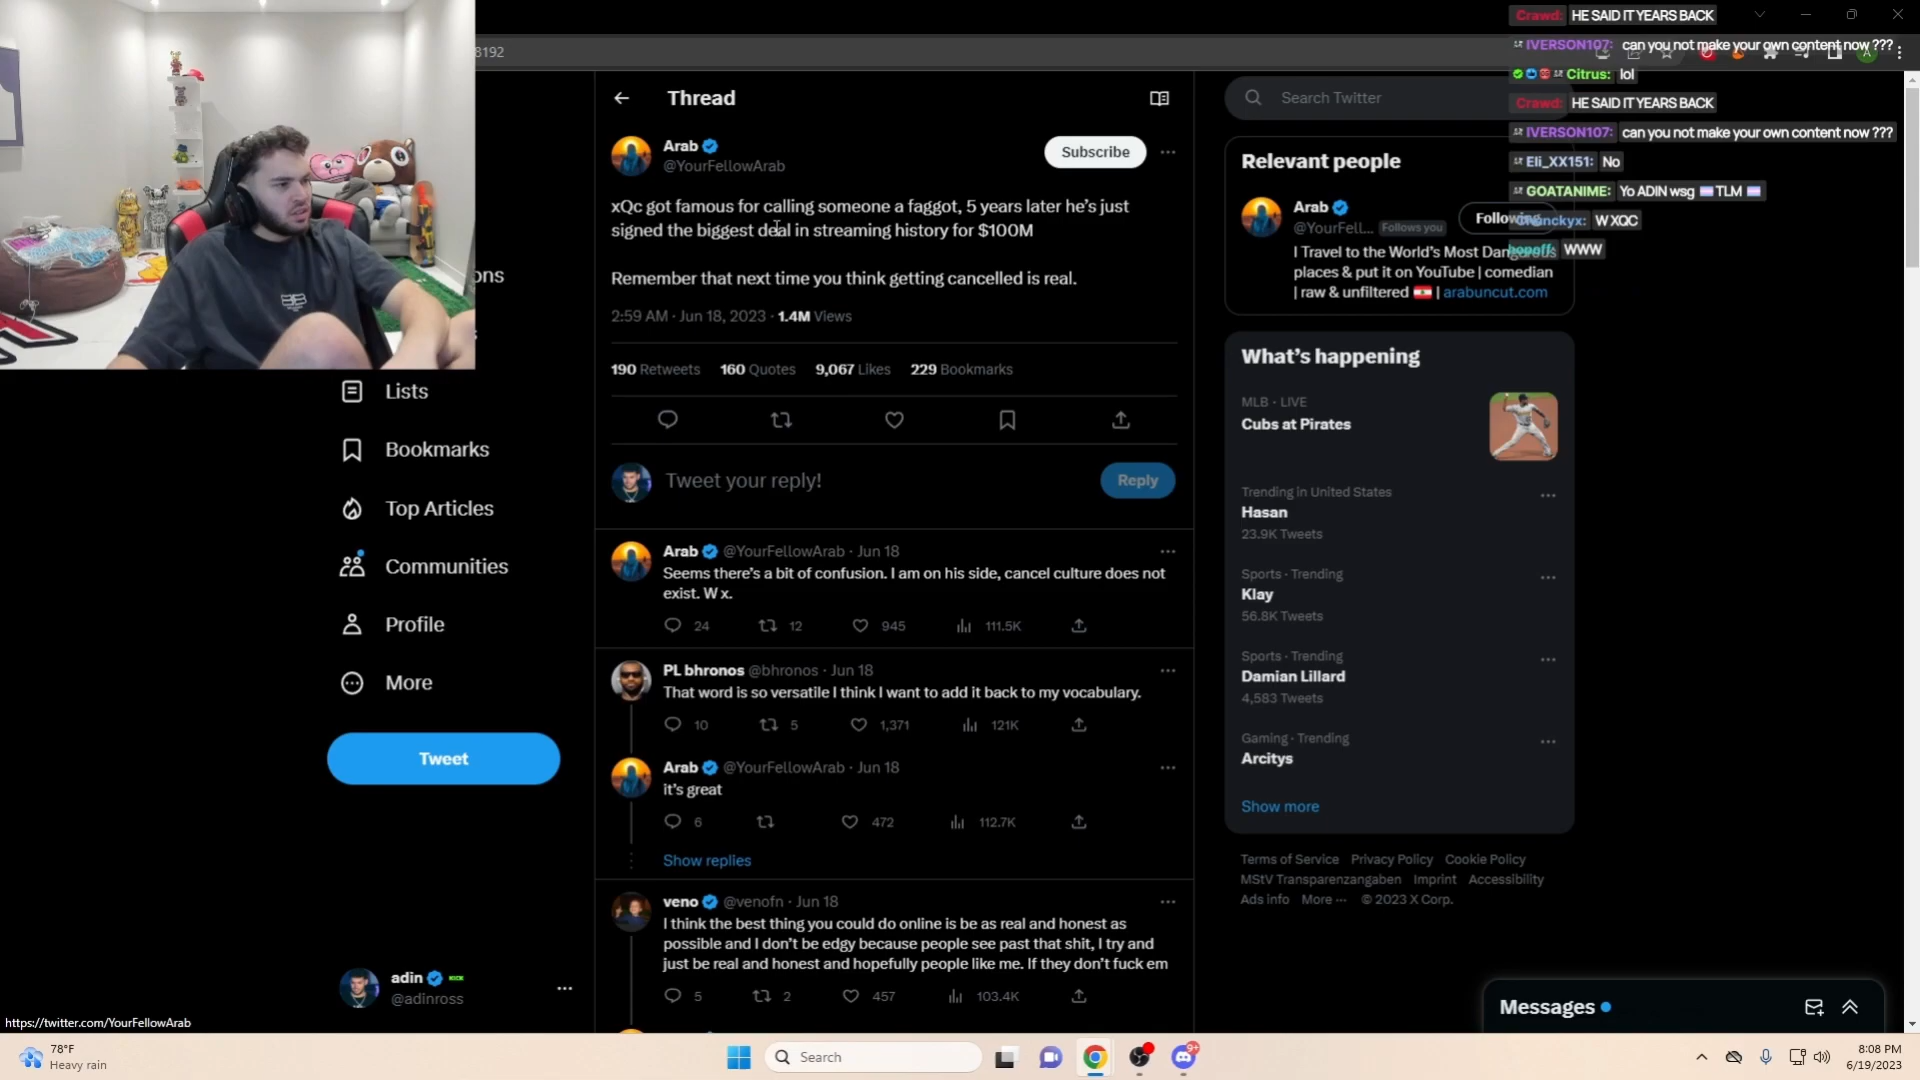 8192
Thread
Arab
@YourFellowArab
Subscribe
xQc got famous for calling someone a faggot, 5 years later he's just
signed the biggest deal in streaming history for $100M
Remember that next time you think getting cancelled is real.
2:59 AM · Jun 18, 2023 · 1.4M Views
190 Retweets 160 Quotes 9,067 Likes 229 Bookmarks
Tweet your reply!
Reply
Arab @YourFellowArab · Jun 18
Seems there's a bit of confusion. I am on his side, cancel culture does not
exist. W x.
24 12 945 111.5K
PL bhronos @bhronos · Jun 18
That word is so versatile I think I want to add it back to my vocabulary.
10 5 1,371 121K
Arab @YourFellowArab · Jun 18
it's great
6 472 112.7K
Show replies
veno @venofn · Jun 18
I think the best thing you could do online is be as real and honest as
possible and I don't be edgy because people see past that shit, I try and
just be real and honest and hopefully people like me. If they don't fuck em
5 2 457 103.4K
ons
Lists
Bookmarks
Top Articles
Communities
Profile
More
Tweet
adin KICK
@adinross
https://twitter.com/YourFellowArab
Search Twitter
Relevant people
Arab
@YourFell... Follows you
Following
I Travel to the World's Most Dangerous
places & put it on YouTube | comedian
| raw & unfiltered | arabuncut.com
What's happening
MLB · LIVE
Cubs at Pirates
Trending in United States
Hasan
23.9K Tweets
Sports · Trending
Klay
56.8K Tweets
Sports · Trending
Damian Lillard
4,583 Tweets
Gaming · Trending
Arcitys
Show more
Terms of Service Privacy Policy Cookie Policy
MStV Transparenzangaben Imprint Accessibility
Ads info More ··· © 2023 X Corp.
Messages
Crawd: HE SAID IT YEARS BACK
IVERSON107: can you not make your own content now ???
Citrus: lol
Crawd: HE SAID IT YEARS BACK
IVERSON107: can you not make your own content now ???
Eli_XX151: No
GOATANIME: Yo ADIN wsg TLM
W XQC
WWW
78°F
Heavy rain
Search
9+
8:08 PM
6/19/2023